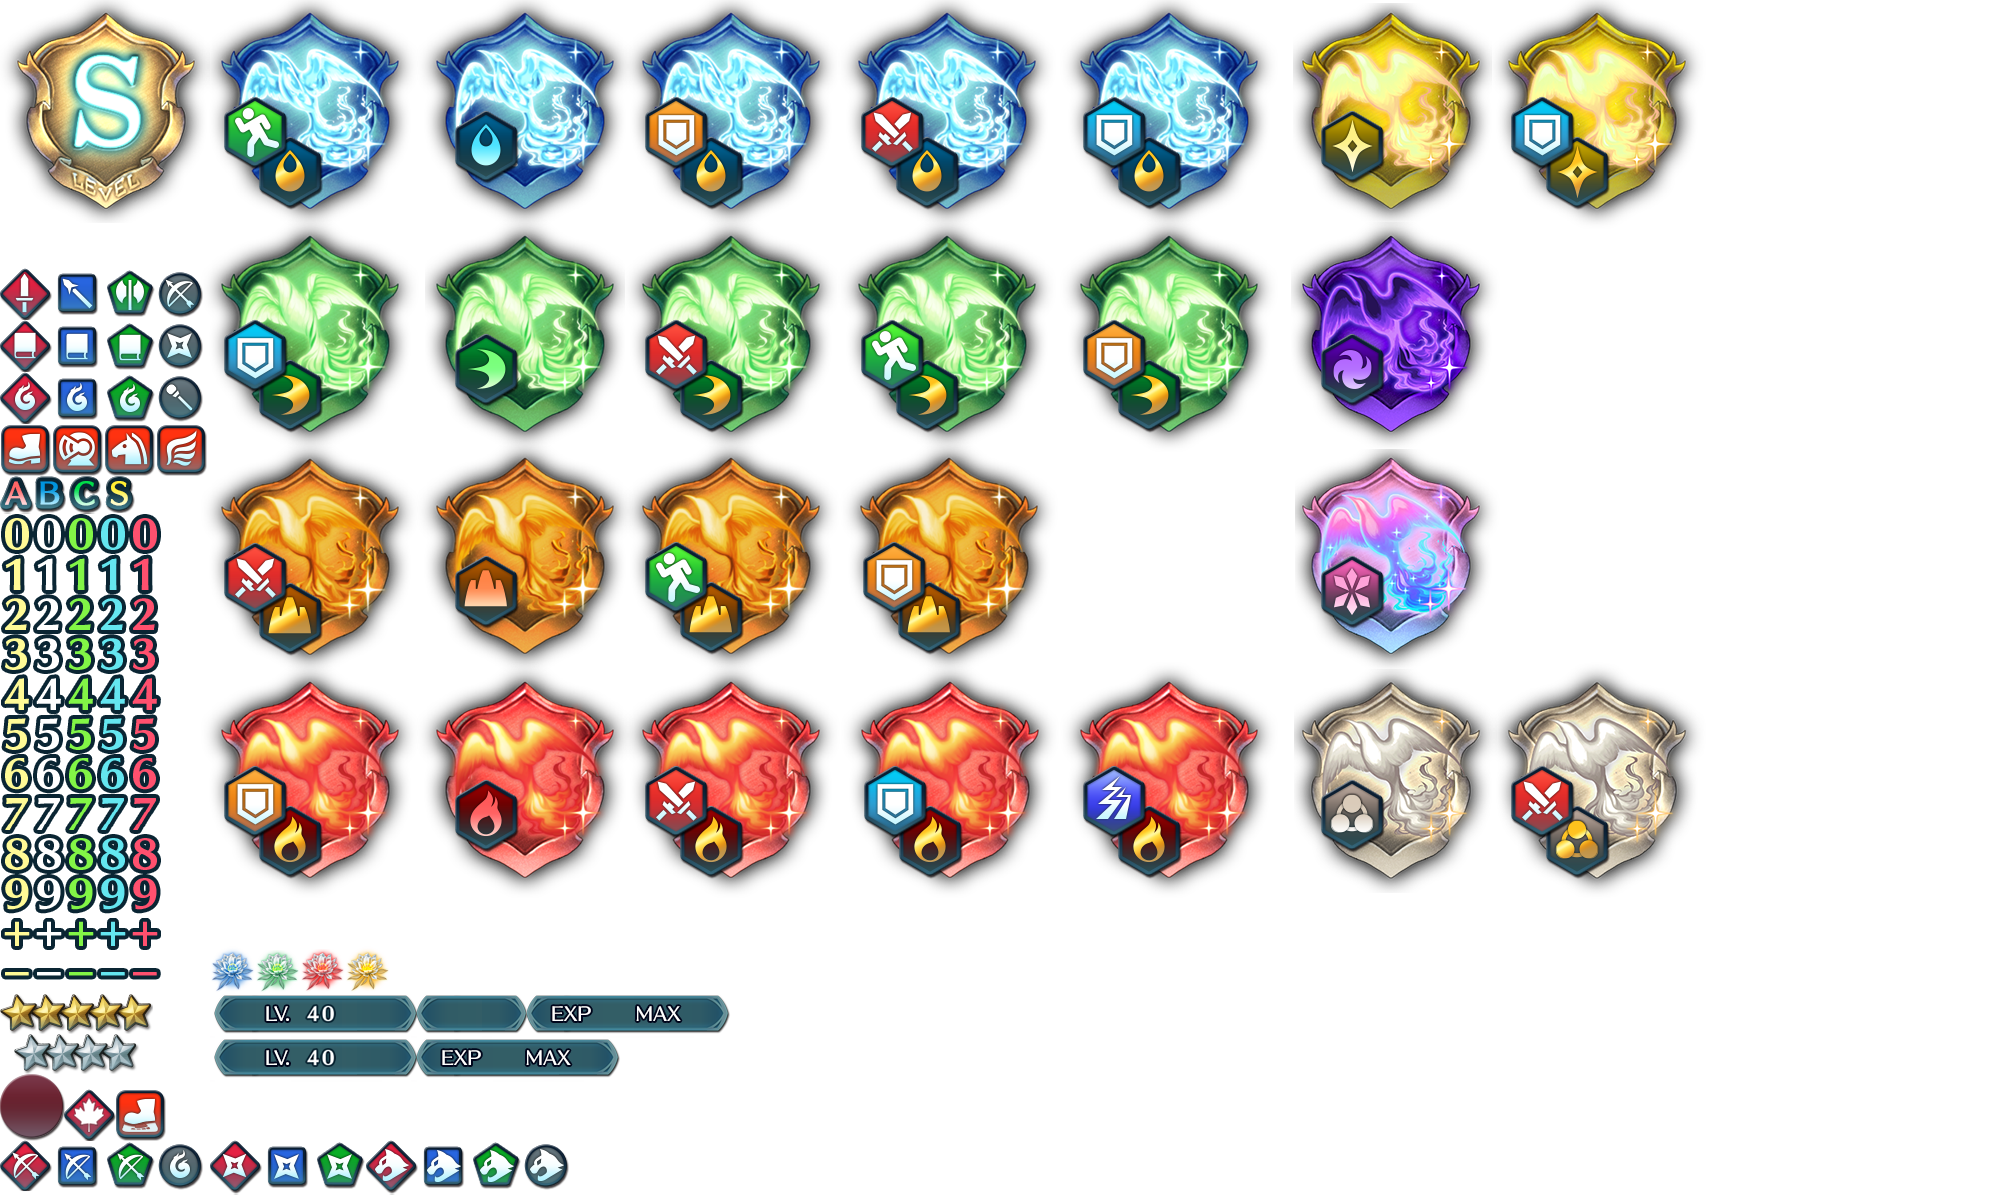 S
LEVEL
A B C S
0 0 0 0 0
1 1 1 1 1
2 2 2 2 2
3 3 3 3 3
4 4 4 4 4
5 5 5 5 5
6 6 6 6 6
7 7 7 7 7
8 8 8 8 8
9 9 9 9 9
+ + + + +
− − − − −
LV. 40 EXP MAX
LV. 40 EXP MAX